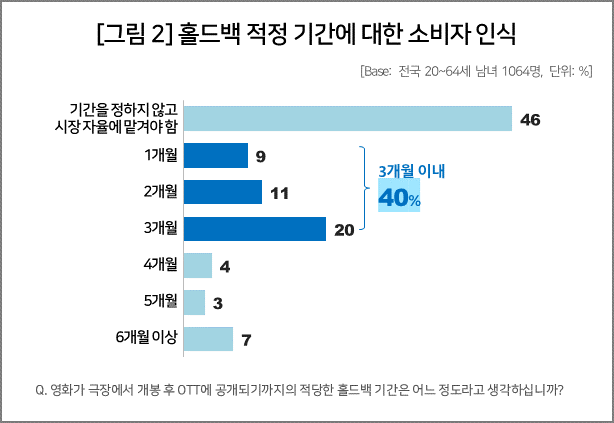 [그림 2] 홀드백 적정 기간에 대한 소비자 인식
[Base: 전국 20~64세 남녀 1064명, 단위: %]
기간을 정하지 않고
시장 자율에 맡겨야 함
46
1개월
9
2개월
11
3개월
20
3개월 이내
40%
4개월
4
5개월
3
6개월 이상
7
Q. 영화가 극장에서 개봉 후 OTT에 공개되기까지의 적당한 홀드백 기간은 어느 정도라고 생각하십니까?